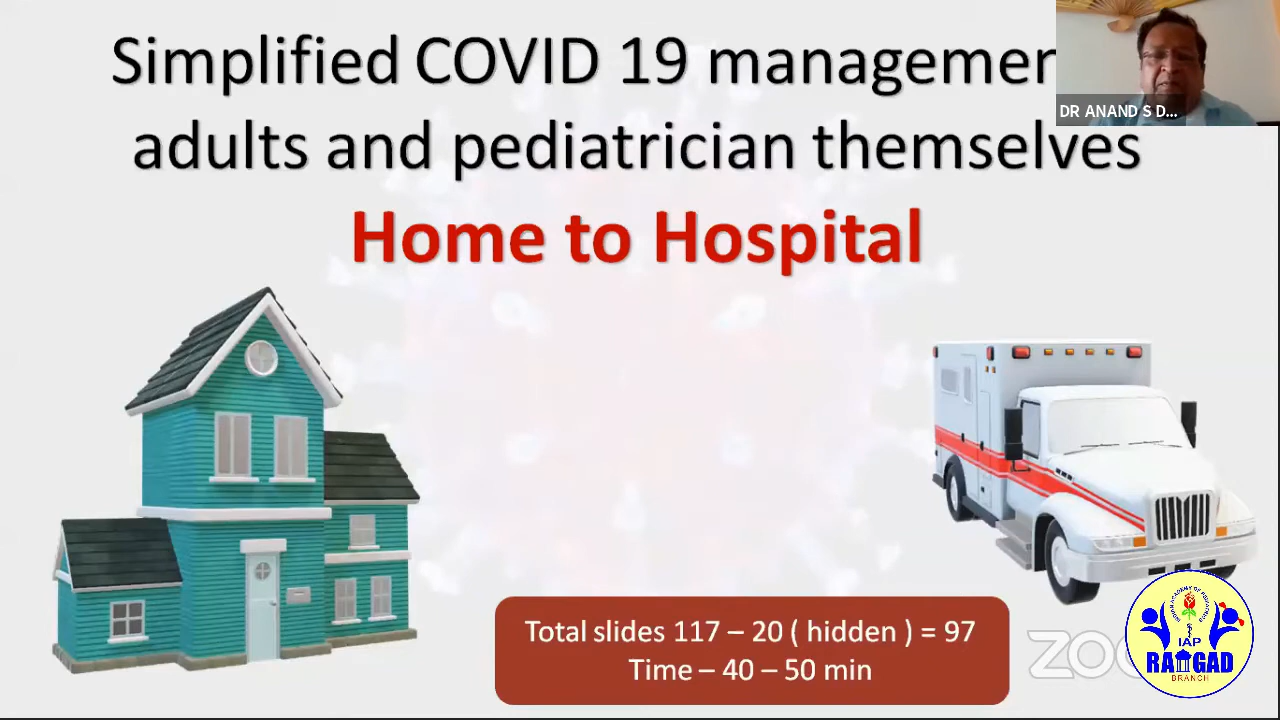 Simplified COVID 19 managemen
adults and pediatrician themselves
Home to Hospital
DR ANAND S D...
Total slides 117 – 20 ( hidden ) = 97
Time – 40 – 50 min
IAP
RAIGAD
BRANCH